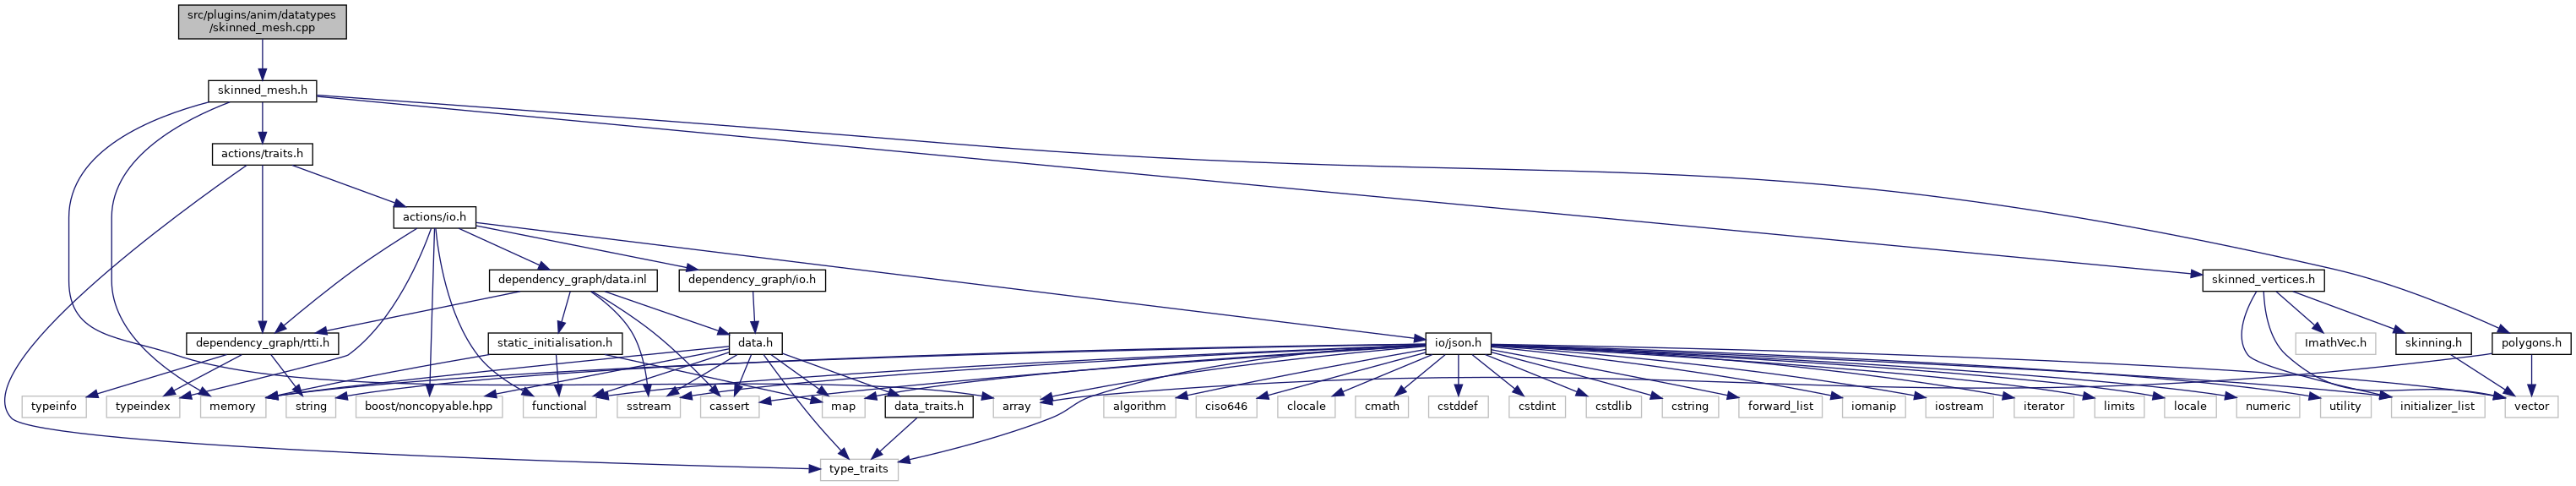 src/plugins/anim/datatypes
/skinned_mesh.cpp
skinned_mesh.h
actions/traits.h
actions/io.h
dependency_graph/data.inl
dependency_graph/io.h
skinned_vertices.h
dependency_graph/rtti.h
static_initialisation.h
data.h
io/json.h
ImathVec.h
skinning.h
polygons.h
typeinfo
typeindex
memory
string
boost/noncopyable.hpp
functional
sstream
cassert
map
data_traits.h
array
algorithm
ciso646
clocale
cmath
cstddef
cstdint
cstdlib
cstring
forward_list
iomanip
iostream
iterator
limits
locale
numeric
utility
initializer_list
vector
type_traits